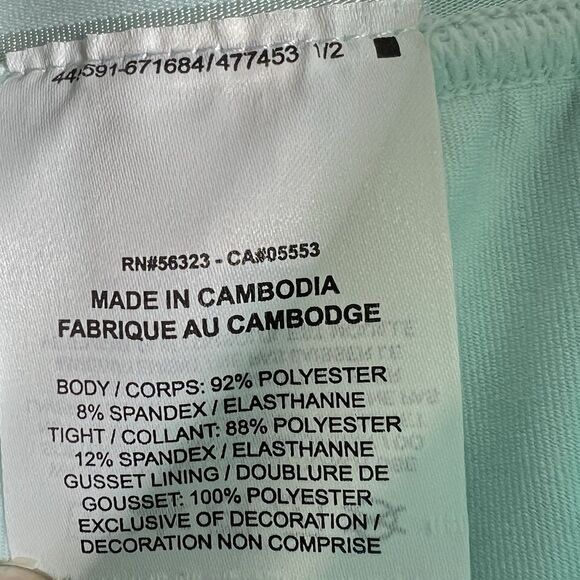 671684/477453 1/2
RN#56323 - CA#05553
MADE IN CAMBODIA
FABRIQUE AU CAMBODGE
BODY / CORPS: 92% POLYESTER
8% SPANDEX / ELASTHANNE
TIGHT / COLLANT: 88% POLYESTER
12% SPANDEX / ELASTHANNE
GUSSET LINING / DOUBLURE DE
GOUSSET: 100% POLYESTER
EXCLUSIVE OF DECORATION /
DECORATION NON COMPRISE